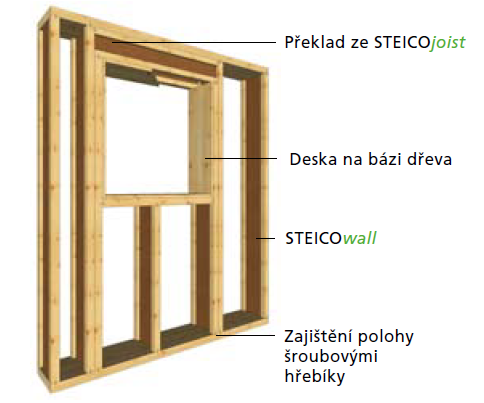 Překlad ze STEICOjoist
Deska na bázi dřeva
STEICOwall
Zajištění polohy
šroubovými
hřebíky